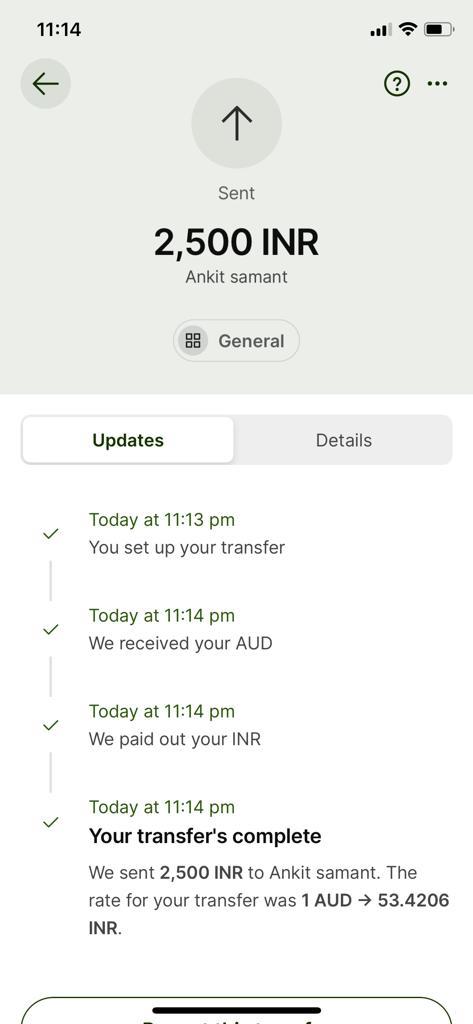 11:14
Sent
2,500 INR
Ankit samant
General
Updates
Details
Today at 11:13 pm
You set up your transfer
Today at 11:14 pm
We received your AUD
Today at 11:14 pm
We paid out your INR
Today at 11:14 pm
Your transfer's complete
We sent 2,500 INR to Ankit samant. The
rate for your transfer was 1 AUD → 53.4206
INR.